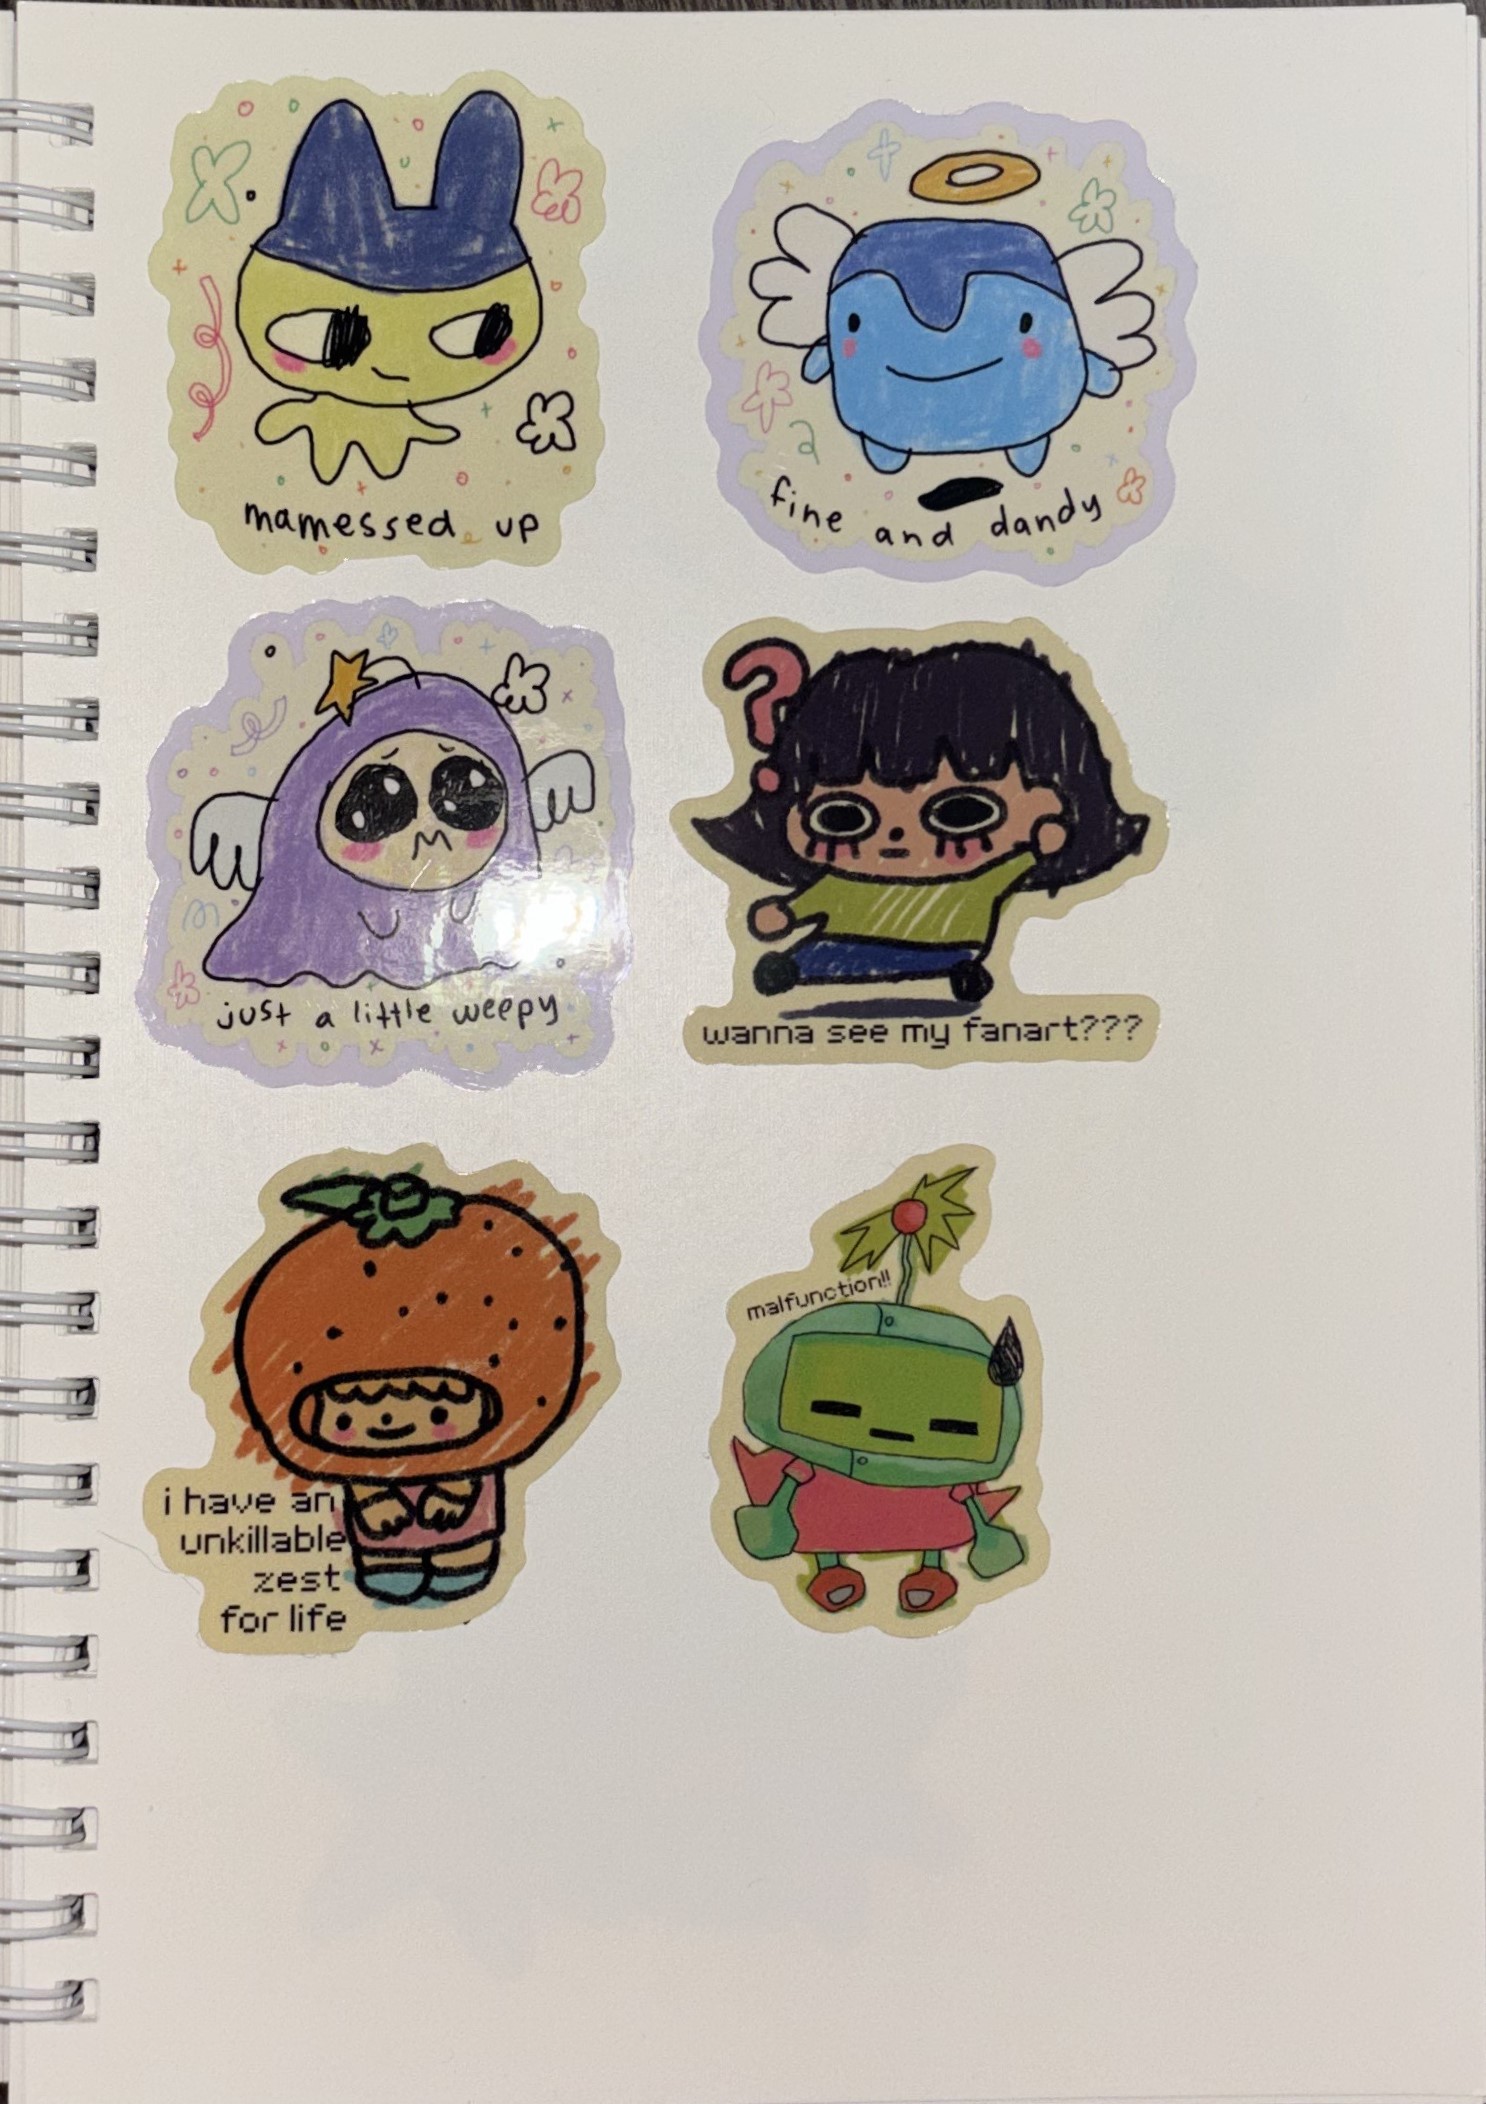 mamessed up
fine and dandy
just a little weepy
wanna see my fanart???
i have an
unkillable
zest
for life
malfunction!!